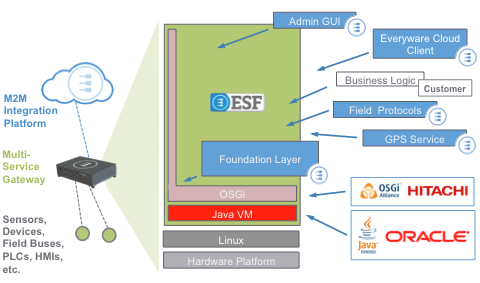 M2M
Integration
Platform
Multi-
Service
Gateway
Sensors,
Devices,
Field Buses,
PLCs, HMIs,
etc.
Admin GUI
Everyware Cloud
Client
Business Logic
Customer
ESF
Field Protocols
GPS Service
Foundation Layer
OSGi
Java VM
Linux
Hardware Platform
OSGi
Alliance
HITACHI
Java
POWERED
ORACLE